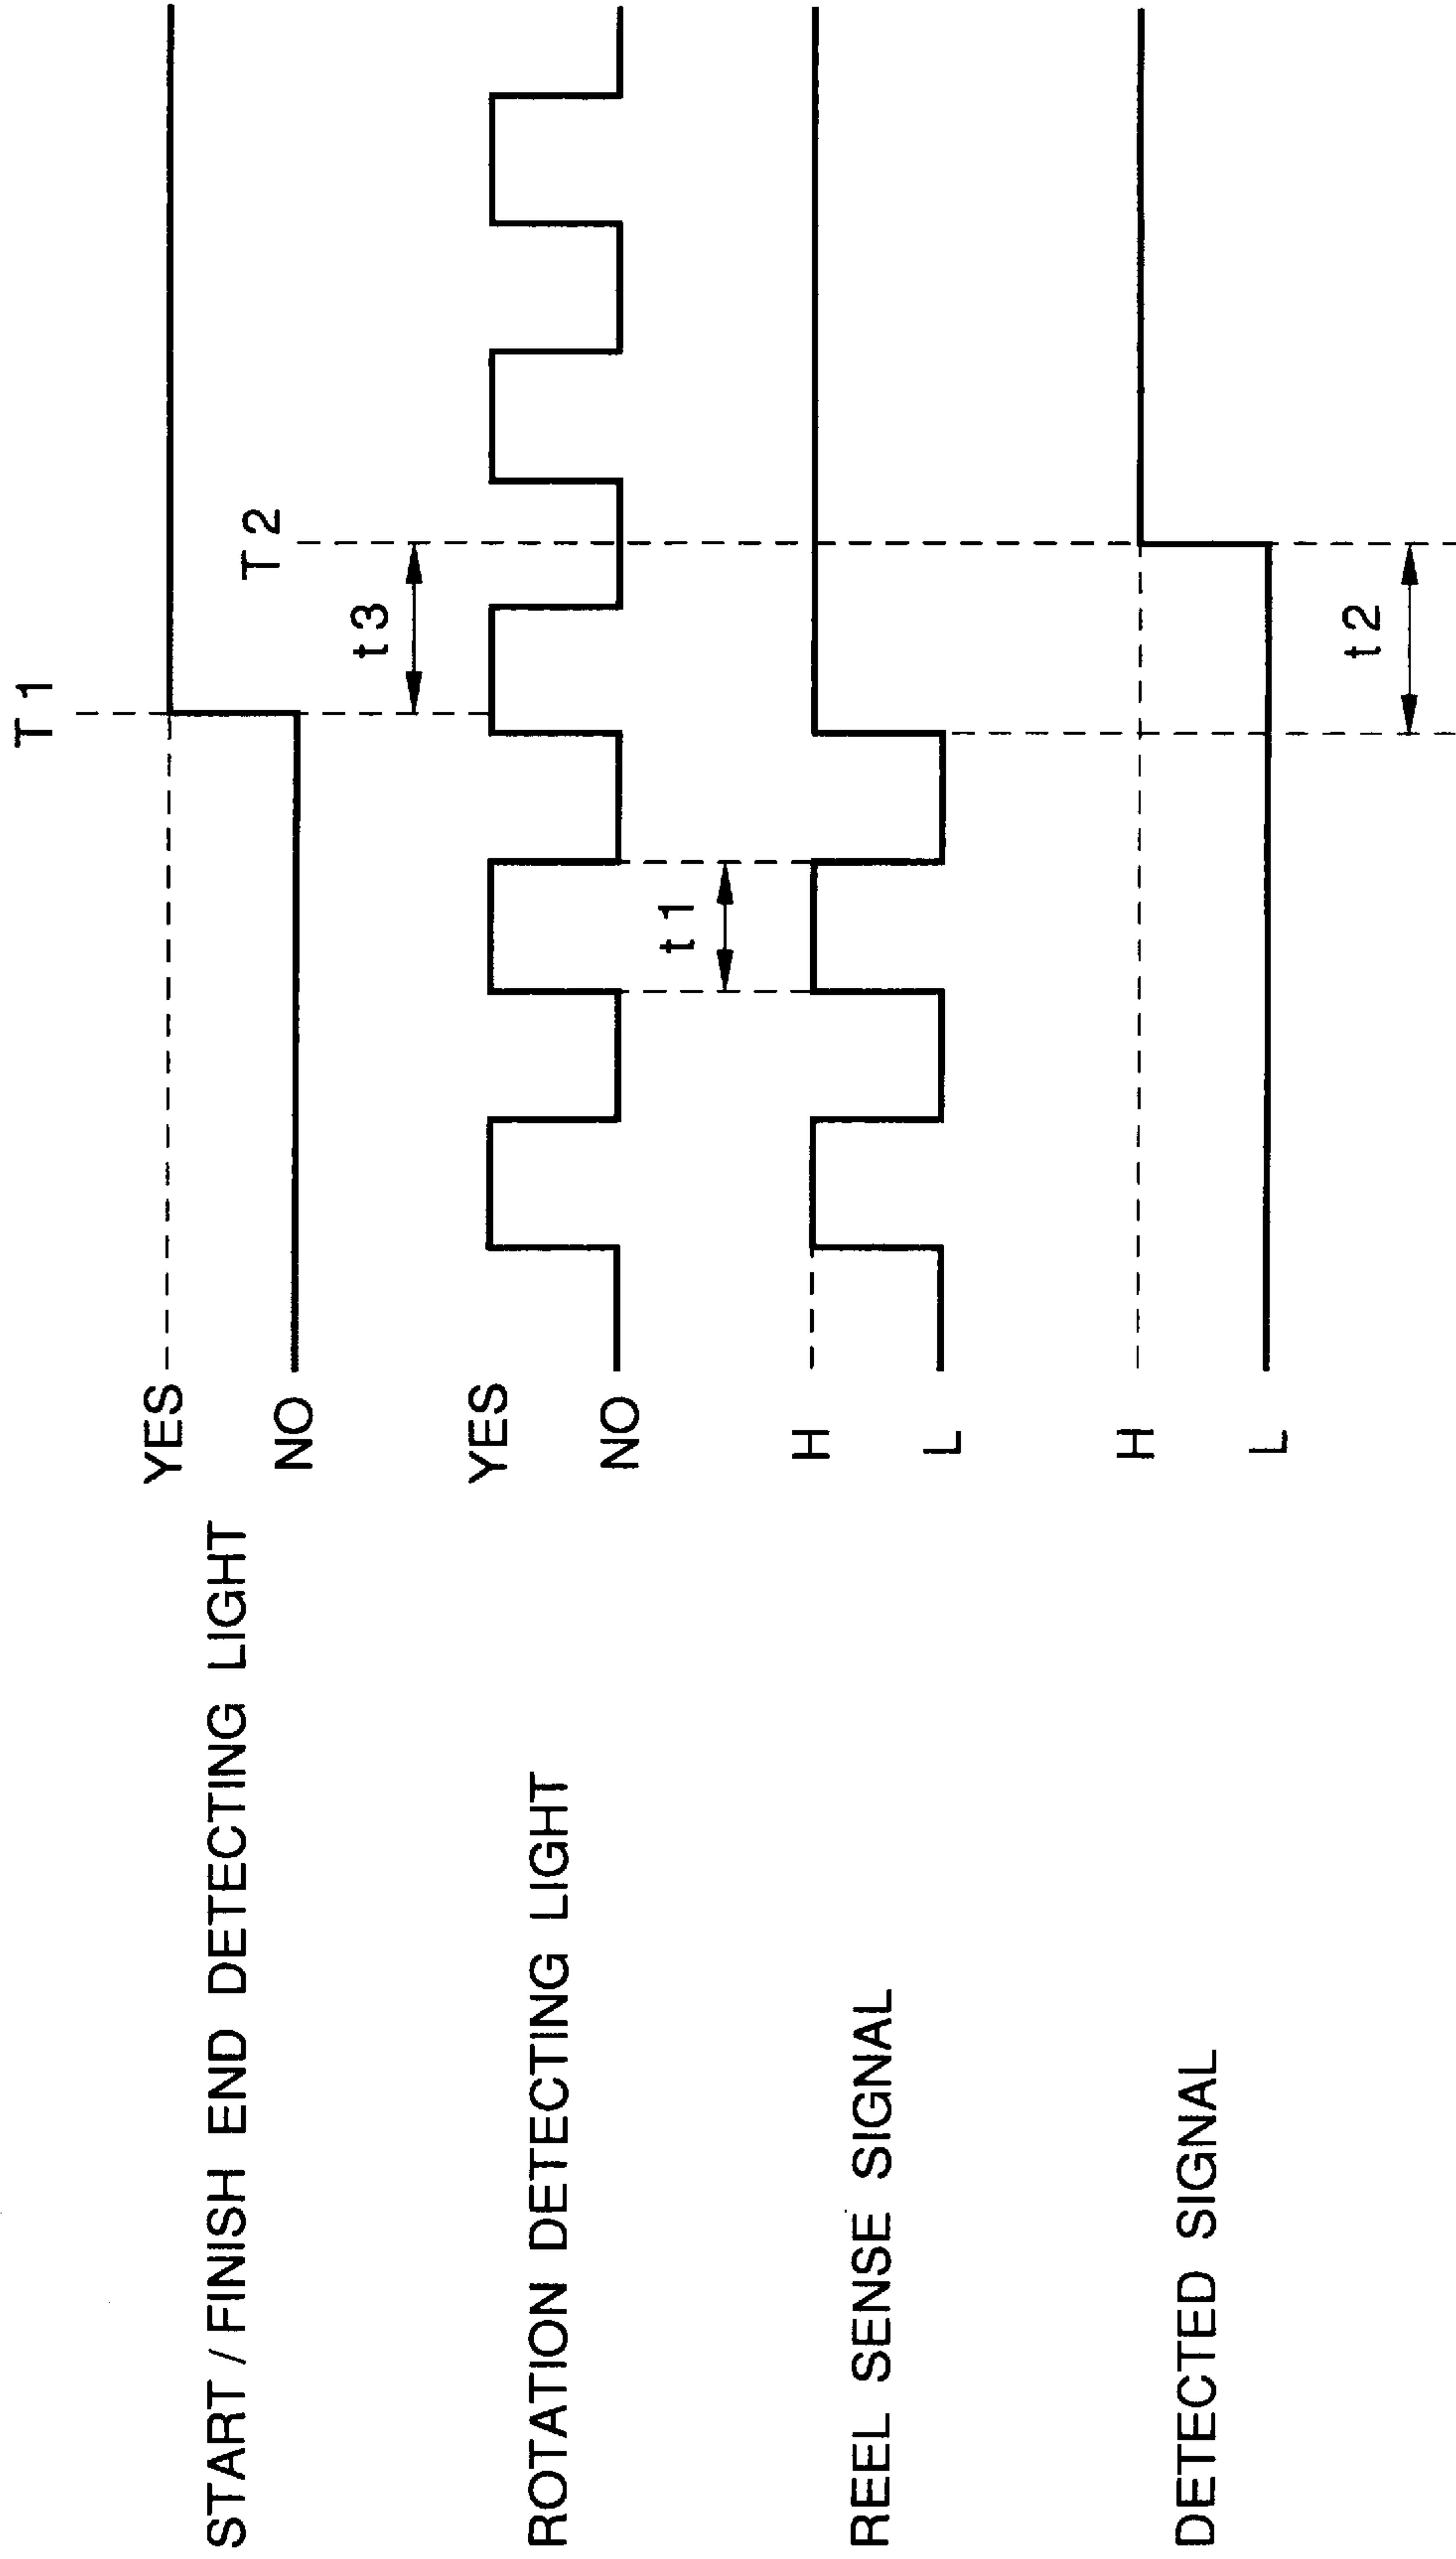 T1
START/FINISH END DETECTING LIGHT
YES
NO
T2
t3
ROTATION DETECTING LIGHT
YES
NO
t1
REEL SENSE SIGNAL
H
L
DETECTED SIGNAL
H
L
t2